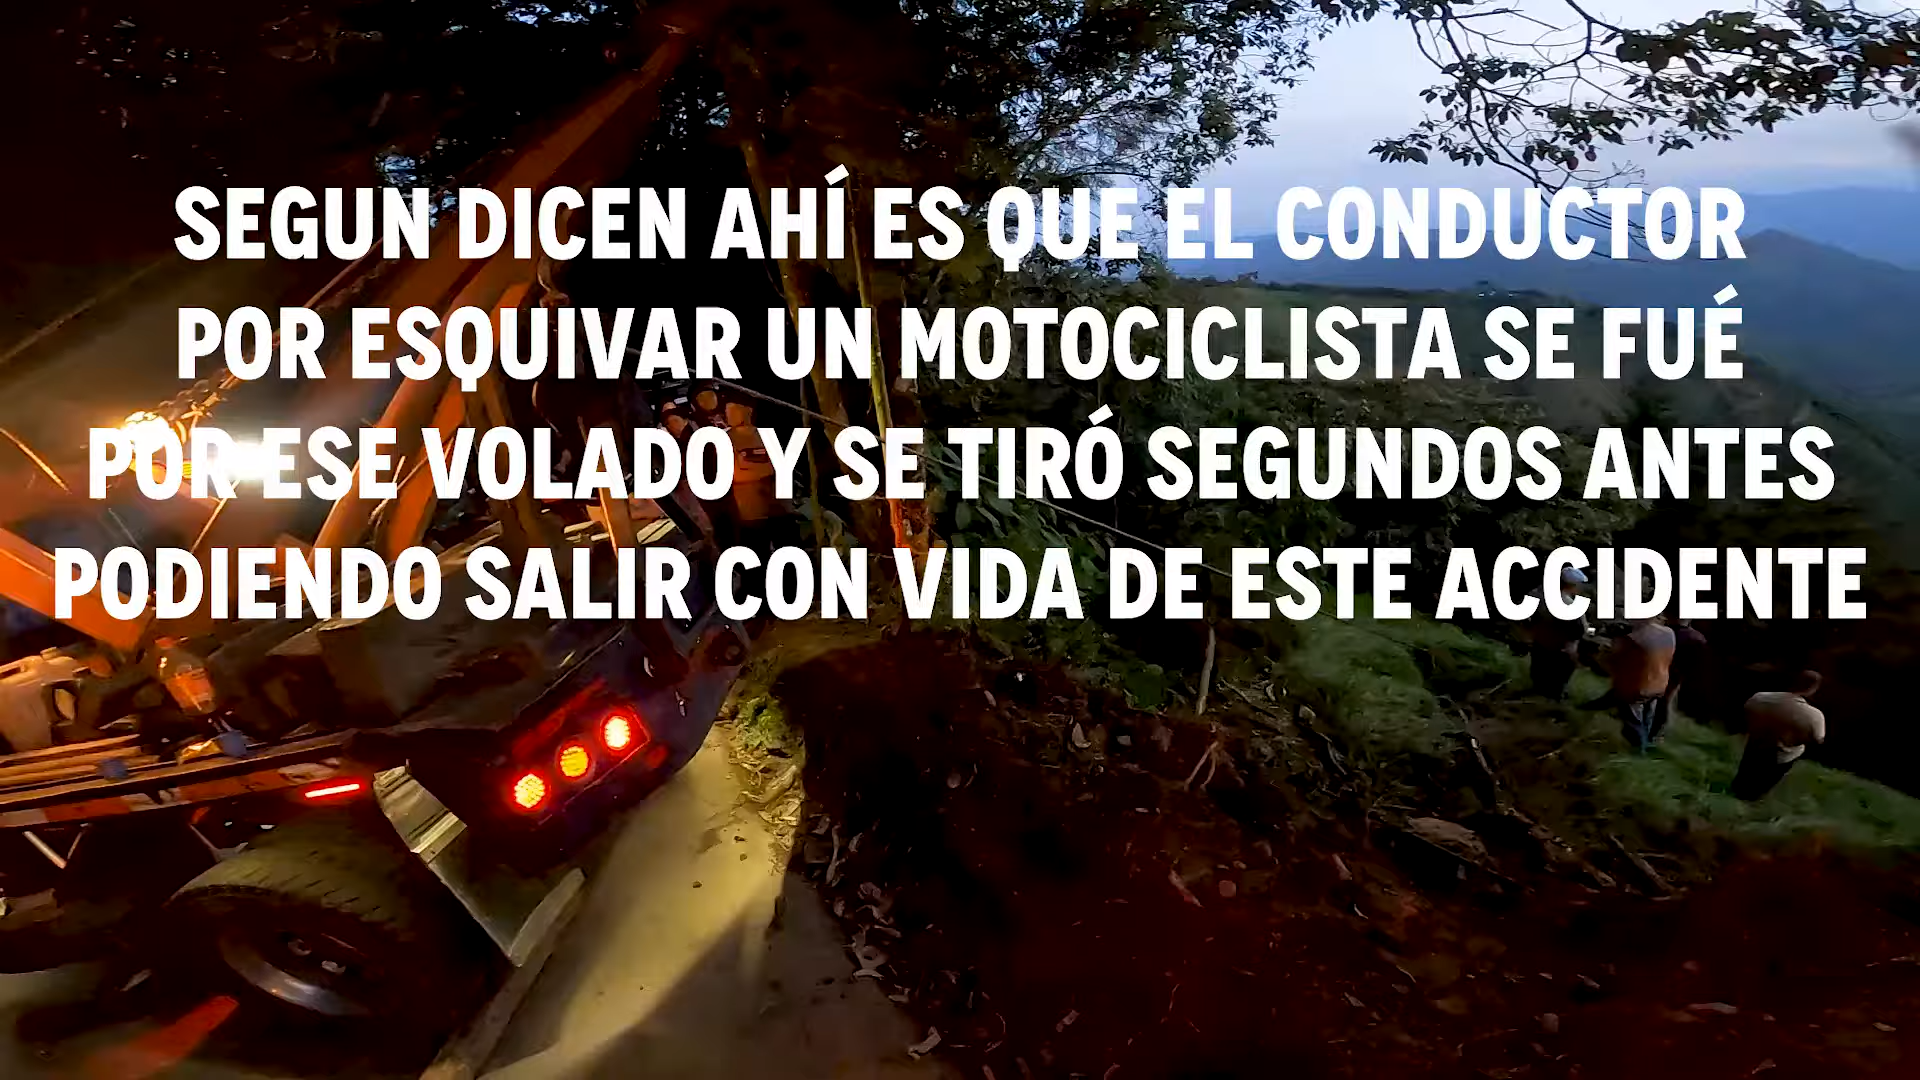 SEGUN DICEN AHÍ ES QUE EL CONDUCTOR
POR ESQUIVAR UN MOTOCICLISTA SE FUÉ
POR ESE VOLADO Y SE TIRÓ SEGUNDOS ANTES
PODIENDO SALIR CON VIDA DE ESTE ACCIDENTE